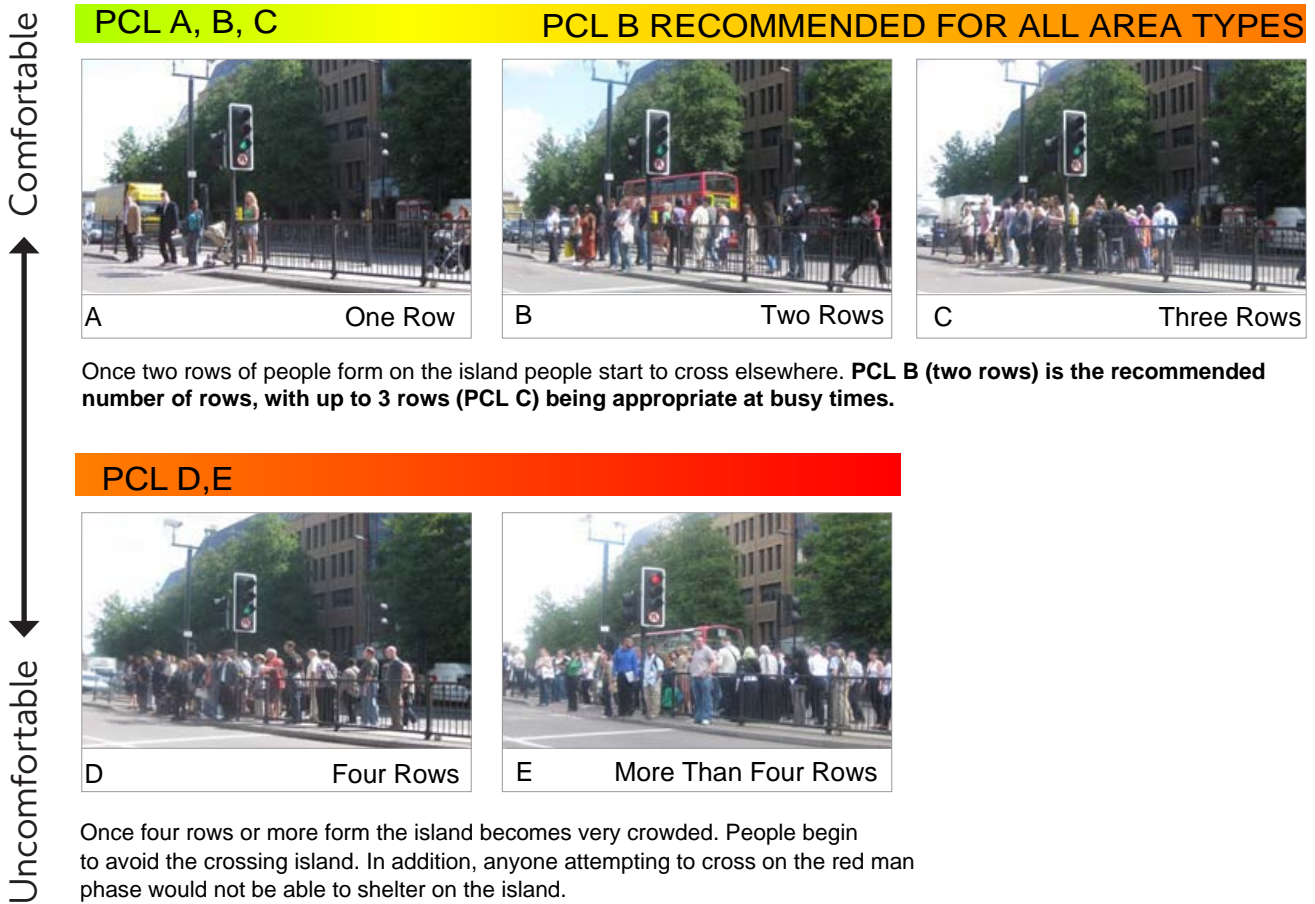 Comfortable
Uncomfortable
PCL A, B, C
PCL B RECOMMENDED FOR ALL AREA TYPES
A One Row
B Two Rows
C Three Rows
Once two rows of people form on the island people start to cross elsewhere. PCL B (two rows) is the recommended
number of rows, with up to 3 rows (PCL C) being appropriate at busy times.
PCL D,E
D Four Rows
E More Than Four Rows
Once four rows or more form the island becomes very crowded. People begin
to avoid the crossing island. In addition, anyone attempting to cross on the red man
phase would not be able to shelter on the island.